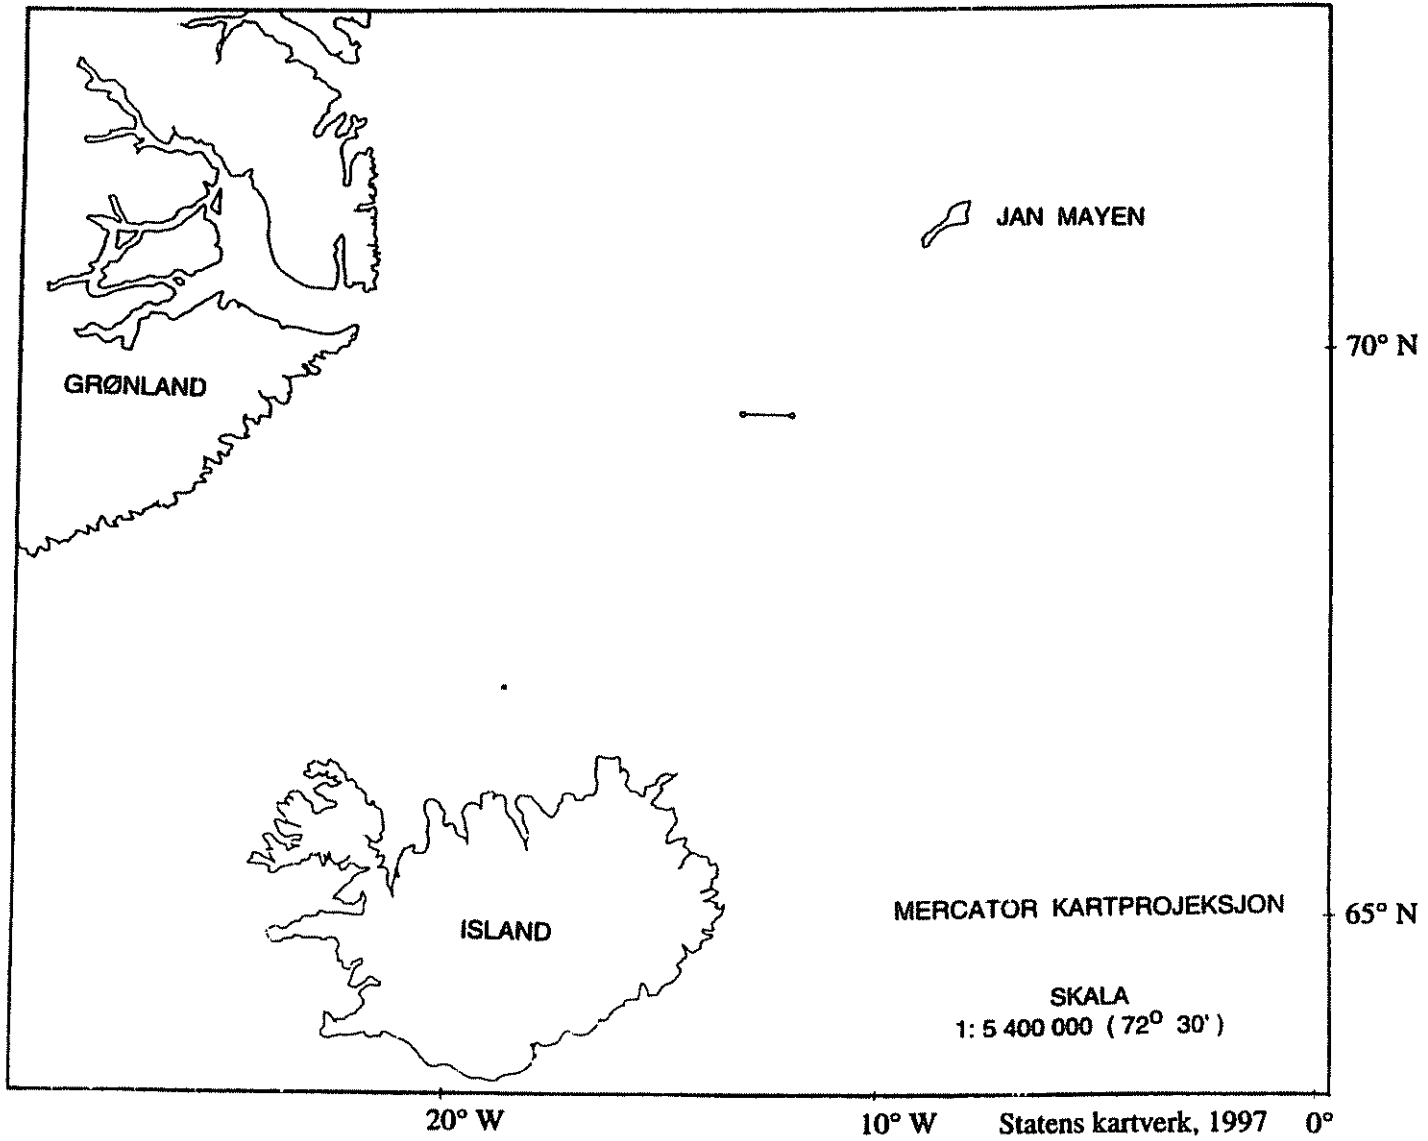 JAN MAYEN
70° N
GRØNLAND
MERCATOR KARTPROJEKSJON
65° N
ISLAND
SKALA
1: 5 400 000 ( 72° 30' )
20° W
10° W
Statens kartverk, 1997
0°